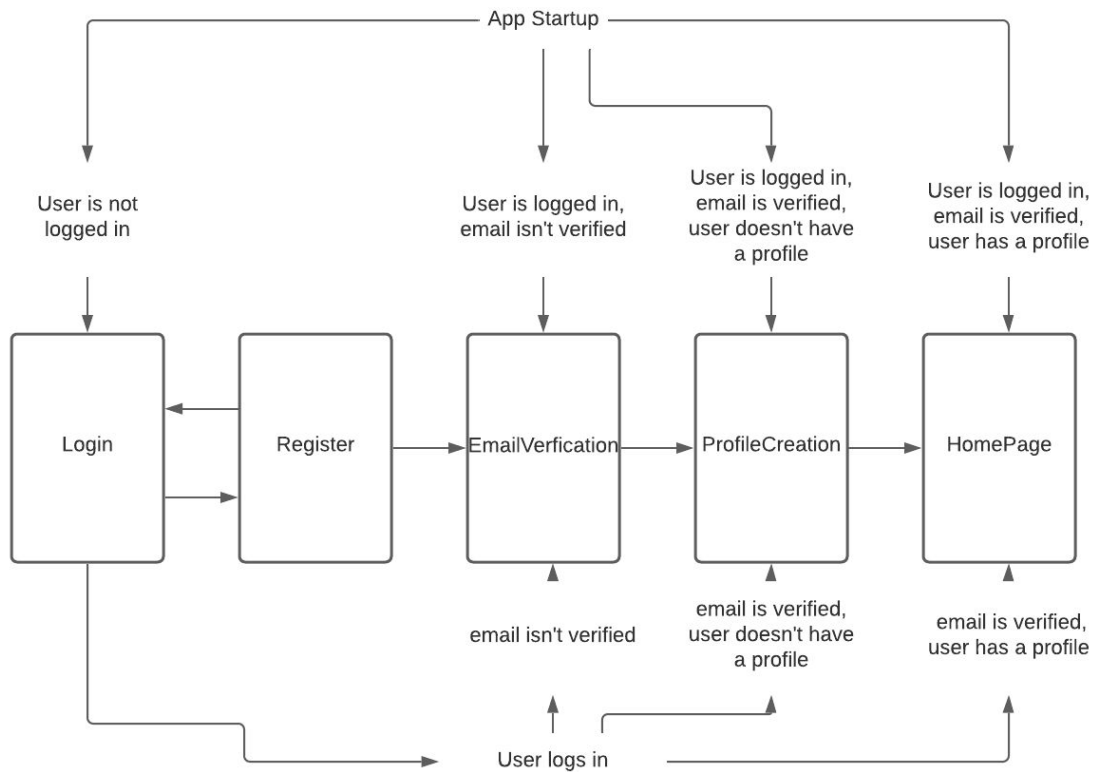 App Startup
User is not
logged in
User is logged in,
email isn't verified
User is logged in,
email is verified,
user doesn't have
a profile
User is logged in,
email is verified,
user has a profile
Login
Register
EmailVerfication
ProfileCreation
HomePage
email isn't verified
email is verified,
user doesn't have
a profile
email is verified,
user has a profile
User logs in